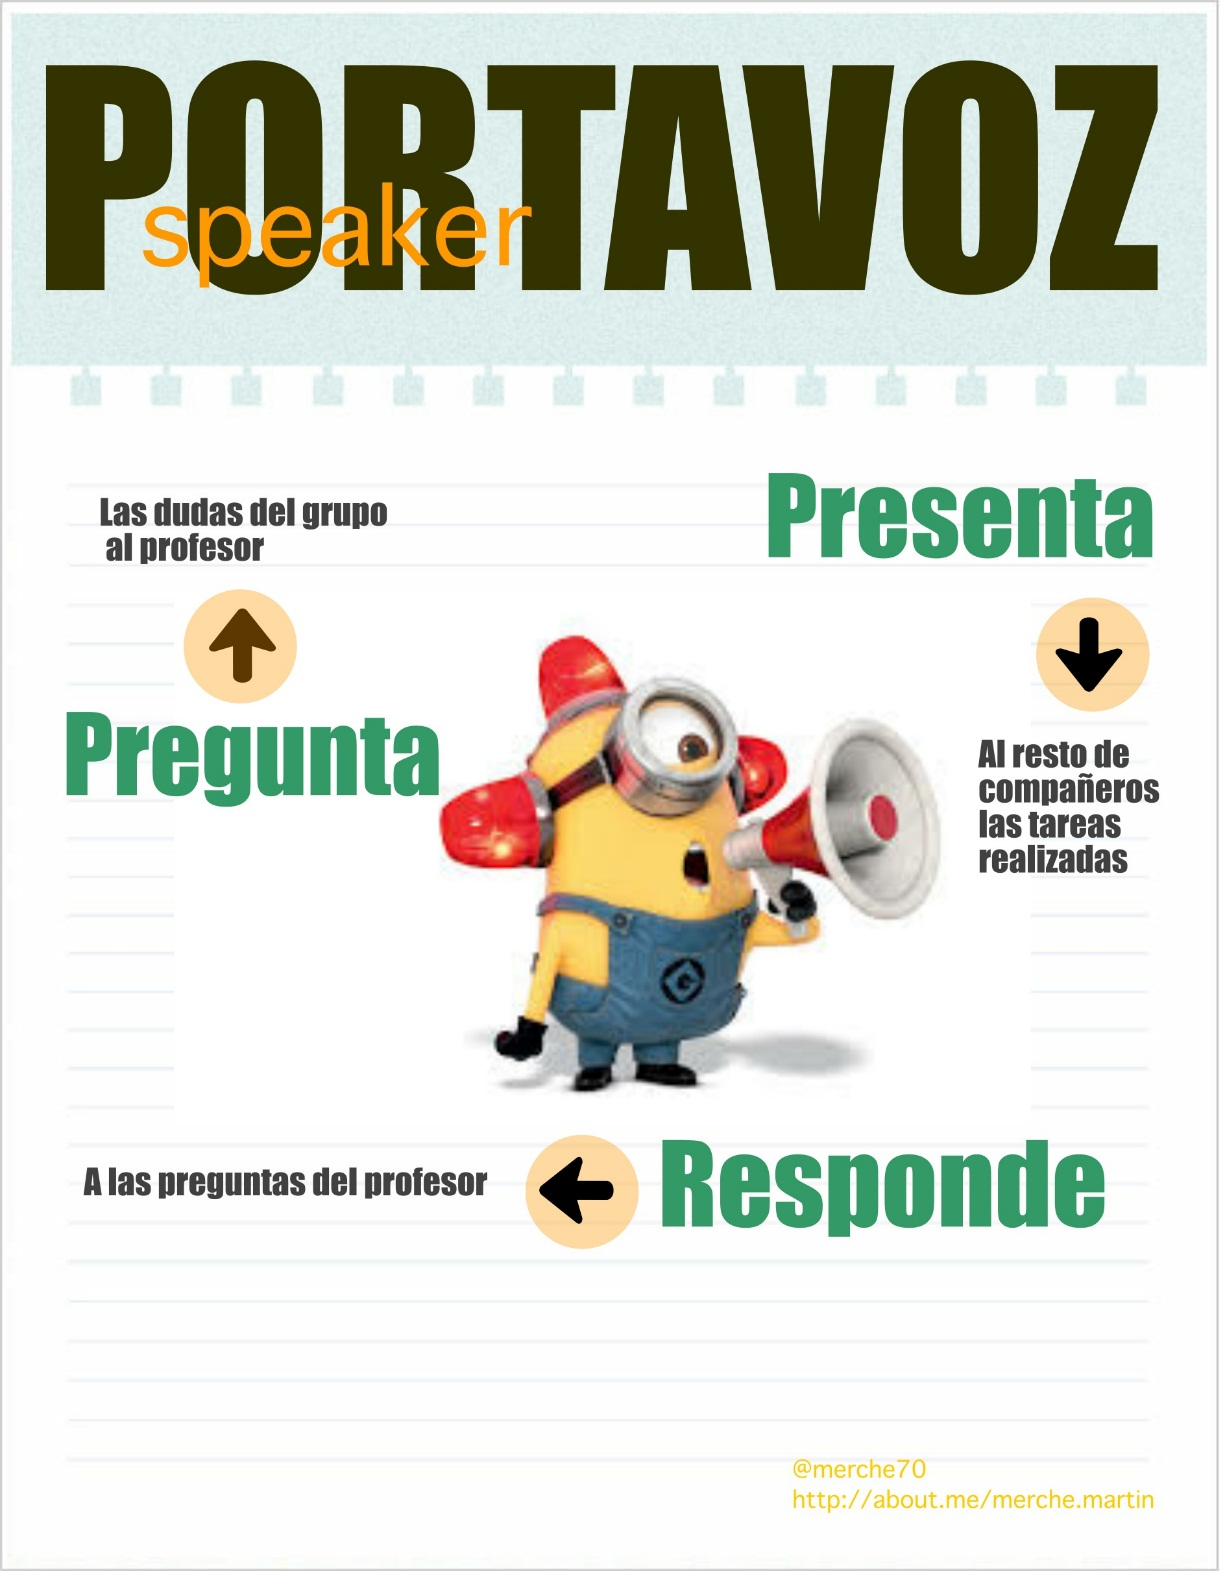 PORTAVOZ
speaker
Las dudas del grupo
al profesor
Pregunta
Presenta
Al resto de
compañeros
las tareas
realizadas
G
A las preguntas del profesor
Responde
@merche70
http://about.me/merche.martin